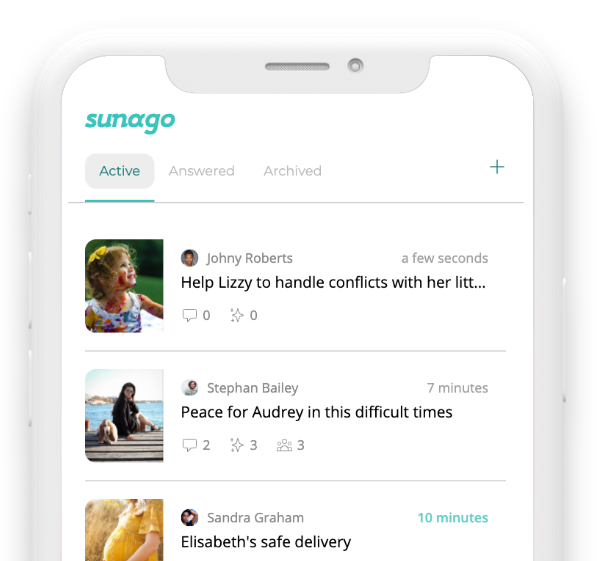 sunago
Active Answered Archived +
Johny Roberts a few seconds
Help Lizzy to handle conflicts with her litt...
0 0
Stephan Bailey 7 minutes
Peace for Audrey in this difficult times
2 3 3
Sandra Graham 10 minutes
Elisabeth's safe delivery